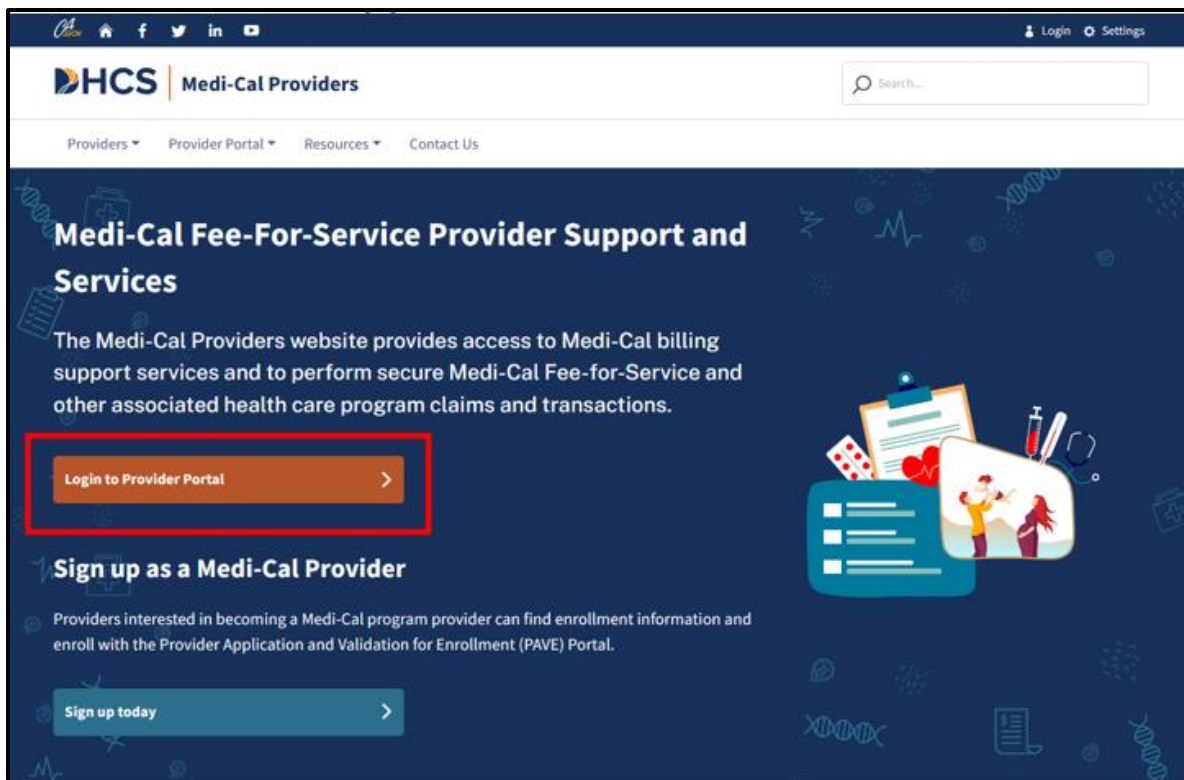 Login Settings
DHCS Medi-Cal Providers
Search...
Providers Provider Portal Resources Contact Us
Medi-Cal Fee-For-Service Provider Support and
Services
The Medi-Cal Providers website provides access to Medi-Cal billing
support services and to perform secure Medi-Cal Fee-for-Service and
other associated health care program claims and transactions.
Login to Provider Portal
Sign up as a Medi-Cal Provider
Providers interested in becoming a Medi-Cal program provider can find enrollment information and
enroll with the Provider Application and Validation for Enrollment (PAVE) Portal.
Sign up today